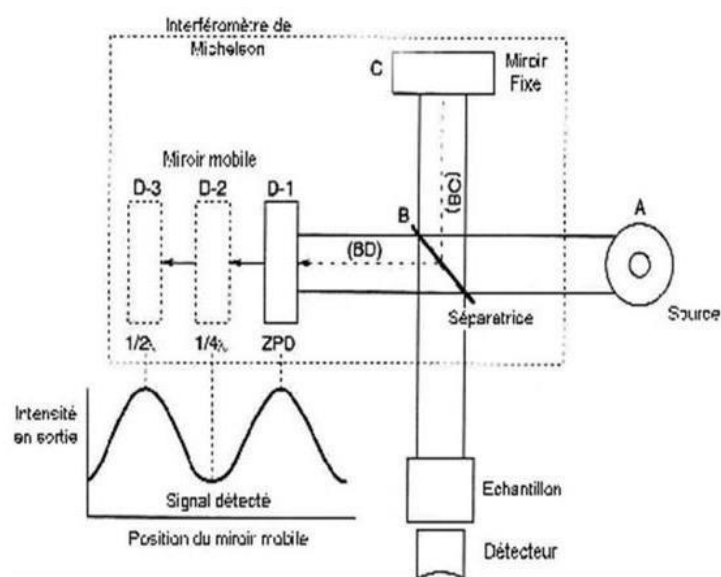 Interféromètre de
Michelson
C
Miroir
Fixe
Miroir mobile
D-3
D-2
D-1
(BC)
B
A
(BD)
Séparatrice
Source
1/2λ
1/4λ
ZPD
Intensité
en sortie
Signal détecté
Echantillon
Position du miroir mobile
Détecteur